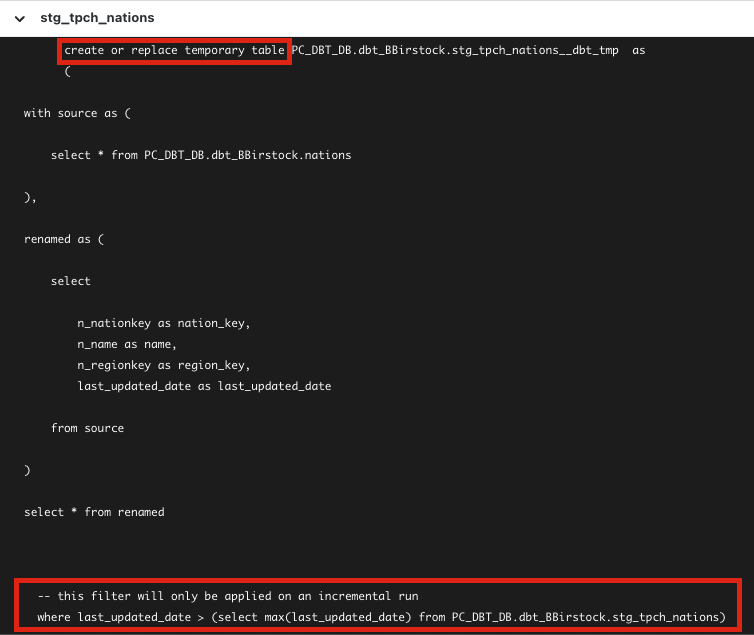 stg_tpch_nations
create or replace temporary table PC_DBT_DB.dbt_BBirstock.stg_tpch_nations__dbt_tmp  as
(
with source as (
select * from PC_DBT_DB.dbt_BBirstock.nations
),
renamed as (
select
n_nationkey as nation_key,
n_name as name,
n_regionkey as region_key,
last_updated_date as last_updated_date
from source
)
select * from renamed
-- this filter will only be applied on an incremental run
where last_updated_date > (select max(last_updated_date) from PC_DBT_DB.dbt_BBirstock.stg_tpch_nations)